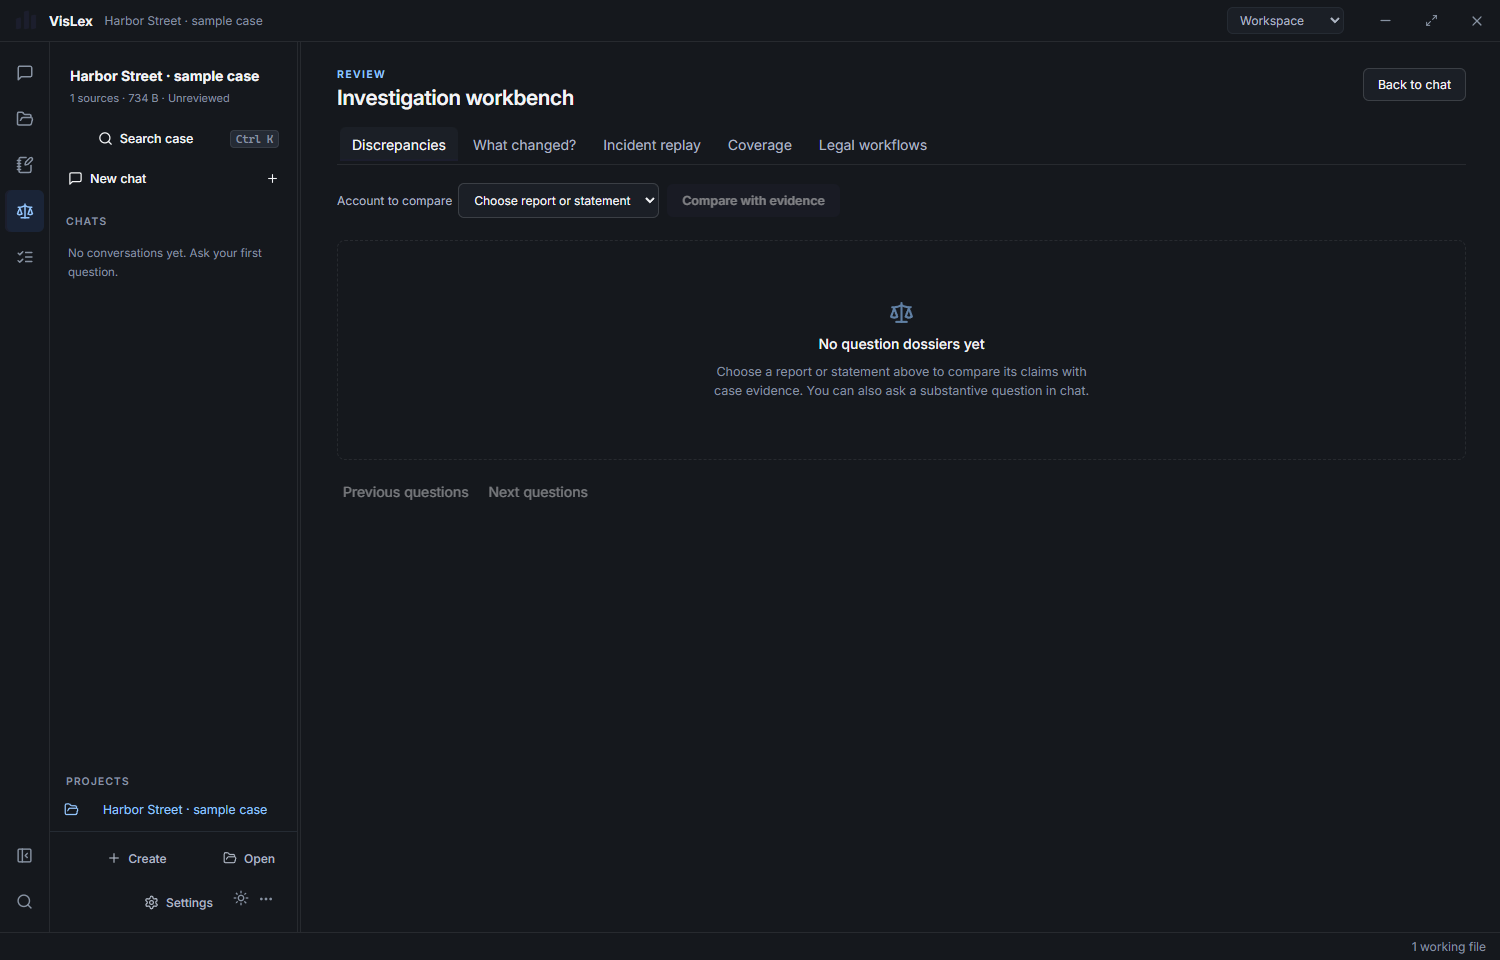 VisLex
Harbor Street · sample case
Workspace
Harbor Street · sample case
1 sources · 734 B · Unreviewed
Search case
Ctrl K
New chat
CHATS
No conversations yet. Ask your first
question.
PROJECTS
Harbor Street · sample case
Create
Open
Settings
REVIEW
Investigation workbench
Back to chat
Discrepancies
What changed?
Incident replay
Coverage
Legal workflows
Account to compare
Choose report or statement
Compare with evidence
No question dossiers yet
Choose a report or statement above to compare its claims with
case evidence. You can also ask a substantive question in chat.
Previous questions
Next questions
1 working file